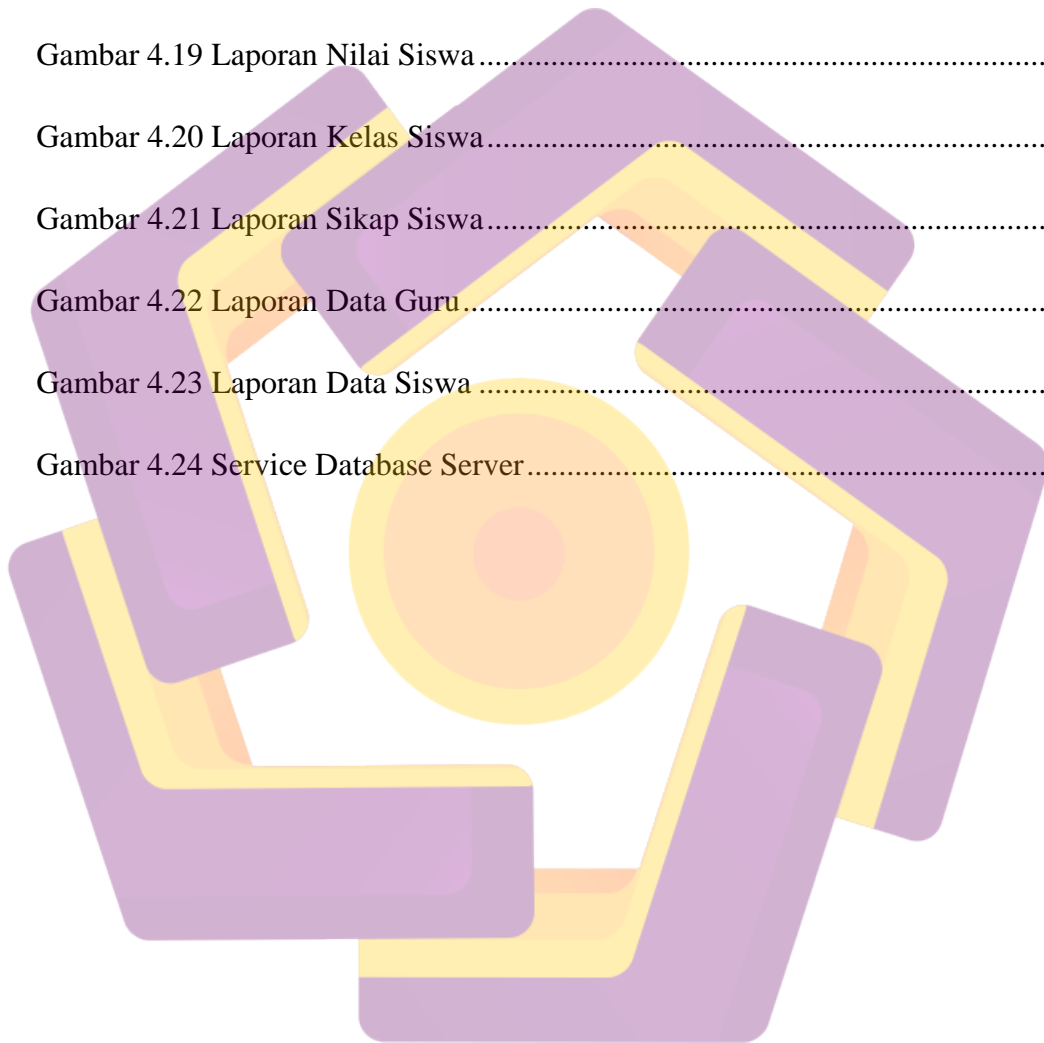 Gambar 4.19 Laporan Nilai Siswa......................................................................
Gambar 4.20 Laporan Kelas Siswa.....................................................................
Gambar 4.21 Laporan Sikap Siswa.....................................................................
Gambar 4.22 Laporan Data Guru........................................................................
Gambar 4.23 Laporan Data Siswa.......................................................................
Gambar 4.24 Service Database Server................................................................